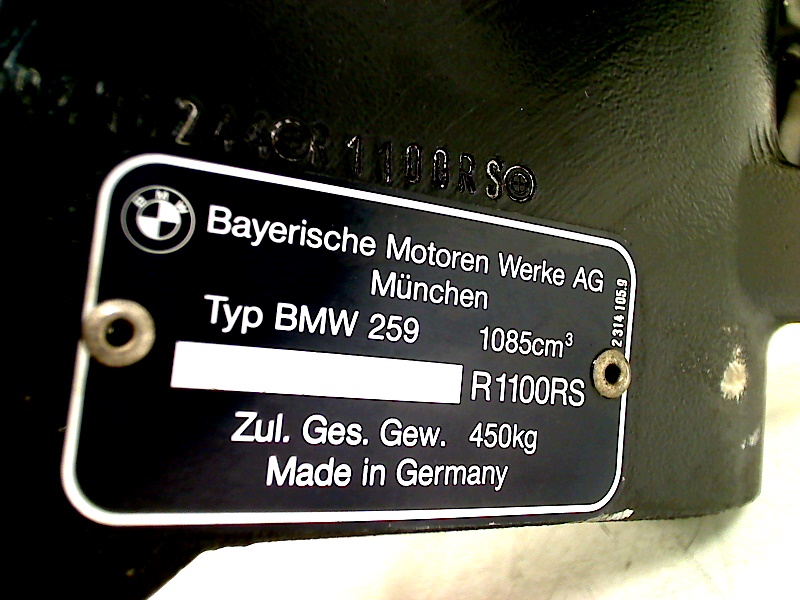 R1100RS
BMW
Bayerische Motoren Werke AG
München
Typ BMW 259 1085cm³
R1100RS
Zul. Ges. Gew. 450kg
Made in Germany
2 314 105.9